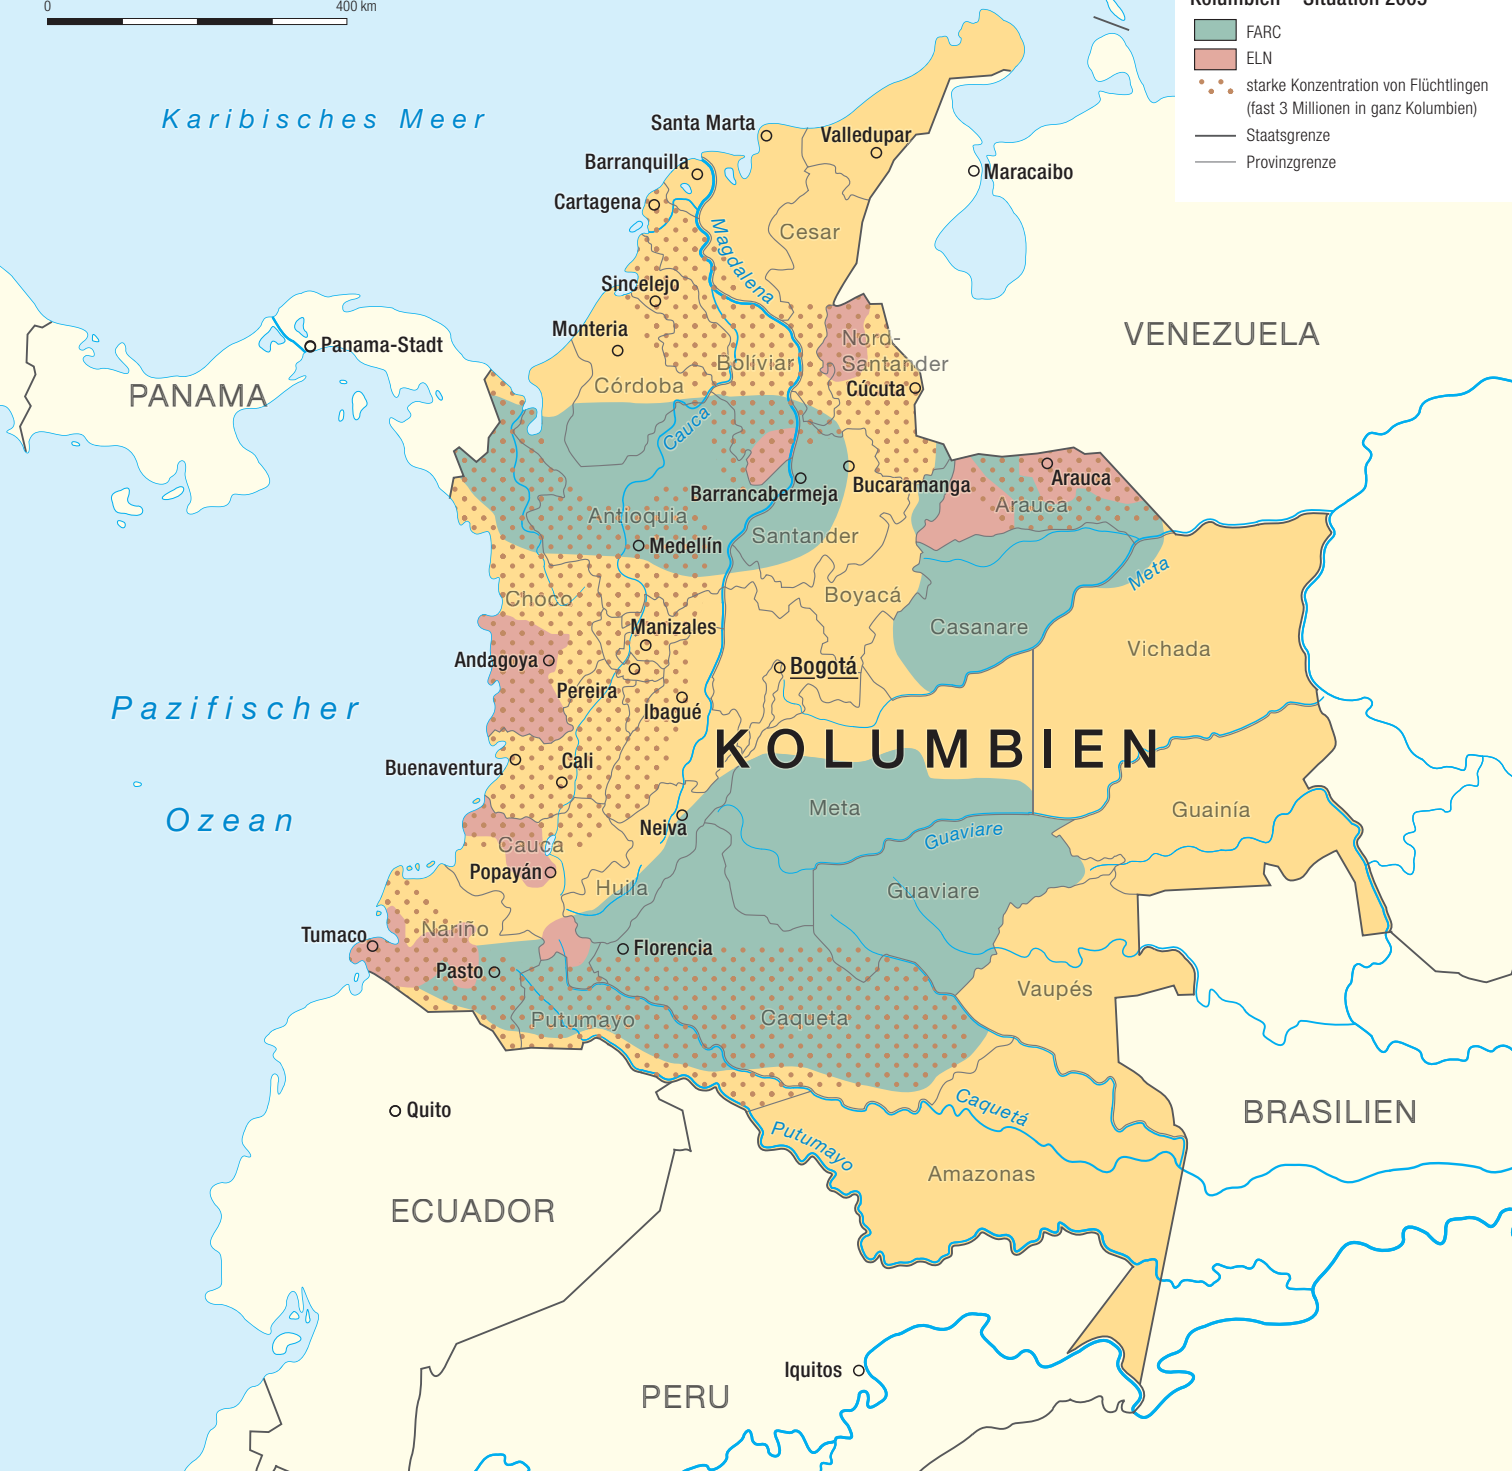 0
400 km
FARC
ELN
starke Konzentration von Flüchtlingen
(fast 3 Millionen in ganz Kolumbien)
Staatsgrenze
Provinzgrenze
Karibisches Meer
Santa Marta
Valledupar
Barranquilla
Maracaibo
Cartagena
Cesar
Magdalena
Sincelejo
Monteria
Panama-Stadt
VENEZUELA
Nord-
Santander
Bolíviar
Córdoba
Cúcuta
PANAMA
Cauca
Arauca
Bucaramanga
Barrancabermeja
Arauca
Antioquia
Santander
Medellín
Meta
Choco
Boyacá
Manizales
Casanare
Vichada
Andagoya
Bogotá
Pereira
Ibagué
Pazifischer
Ozean
KOLUMBIEN
Buenaventura
Cali
Meta
Guainía
Neiva
Guaviare
Cauca
Popayán
Huila
Guaviare
Nariño
Tumaco
Florencia
Pasto
Vaupés
Putumayo
Caqueta
Quito
Caquetá
BRASILIEN
Putumayo
Amazonas
ECUADOR
Iquitos
PERU